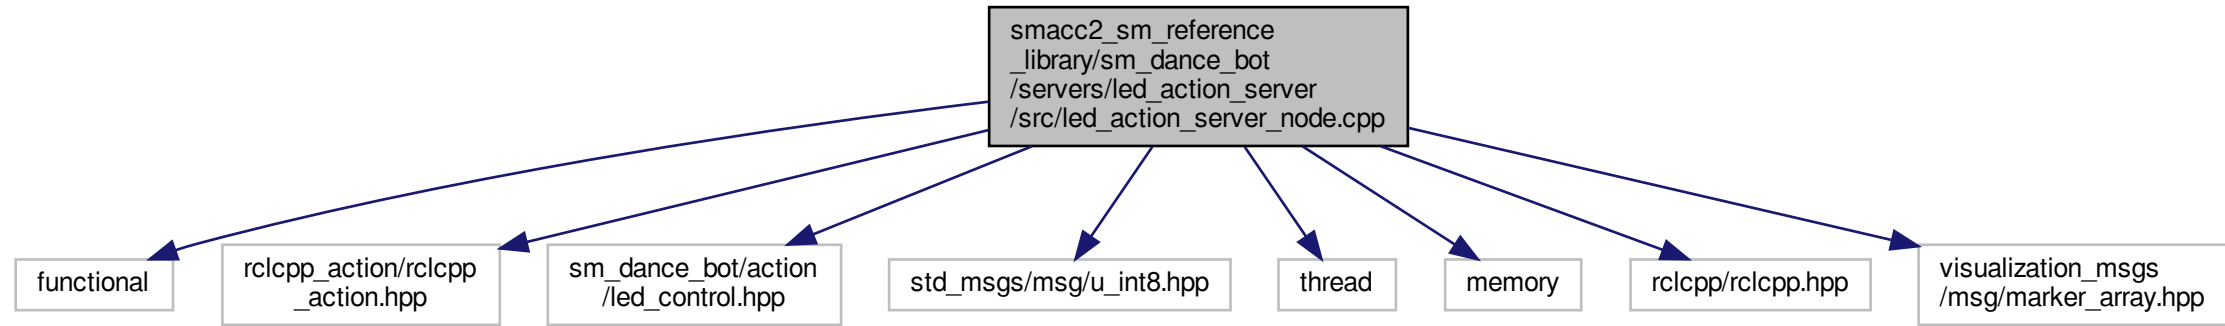 smacc2_sm_reference
_library/sm_dance_bot
/servers/led_action_server
/src/led_action_server_node.cpp
functional
rclcpp_action/rclcpp
_action.hpp
sm_dance_bot/action
/led_control.hpp
std_msgs/msg/u_int8.hpp
thread
memory
rclcpp/rclcpp.hpp
visualization_msgs
/msg/marker_array.hpp